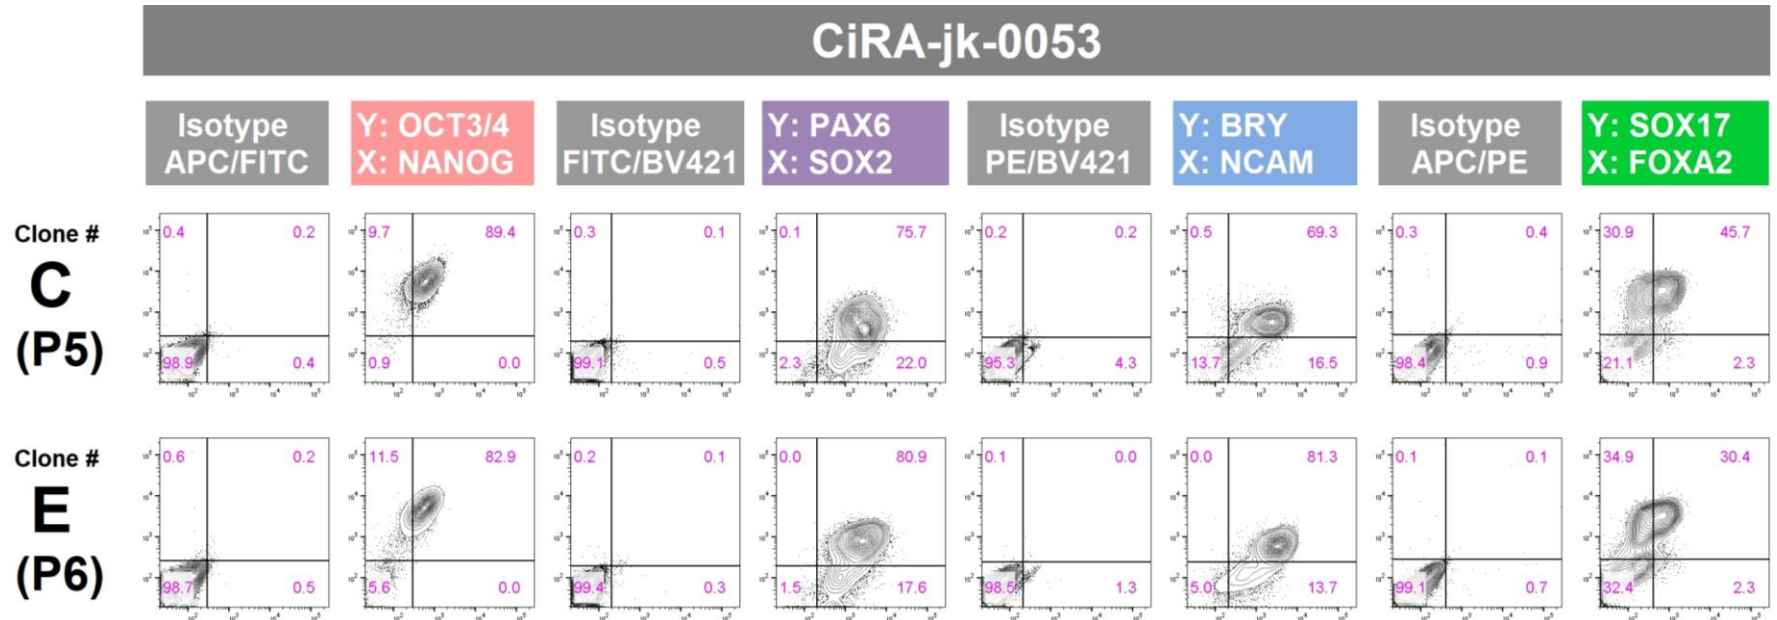 CiRA-jk-0053
Isotype
APC/FITC
Y: OCT3/4
X: NANOG
Isotype
FITC/BV421
Y: PAX6
X: SOX2
Isotype
PE/BV421
Y: BRY
X: NCAM
Isotype
APC/PE
Y: SOX17
X: FOXA2
Clone #
C
(P5)
0.4 0.2
98.9 0.4
9.7 89.4
0.9 0.0
0.3 0.1
99.1 0.5
0.1 75.7
2.3 22.0
0.2 0.2
95.3 4.3
0.5 69.3
13.7 16.5
0.3 0.4
98.4 0.9
30.9 45.7
21.1 2.3
Clone #
E
(P6)
0.6 0.2
98.7 0.5
11.5 82.9
5.6 0.0
0.2 0.1
99.4 0.3
0.0 80.9
1.5 17.6
0.1 0.0
98.5 1.3
0.0 81.3
5.0 13.7
0.1 0.1
99.1 0.7
34.9 30.4
32.4 2.3